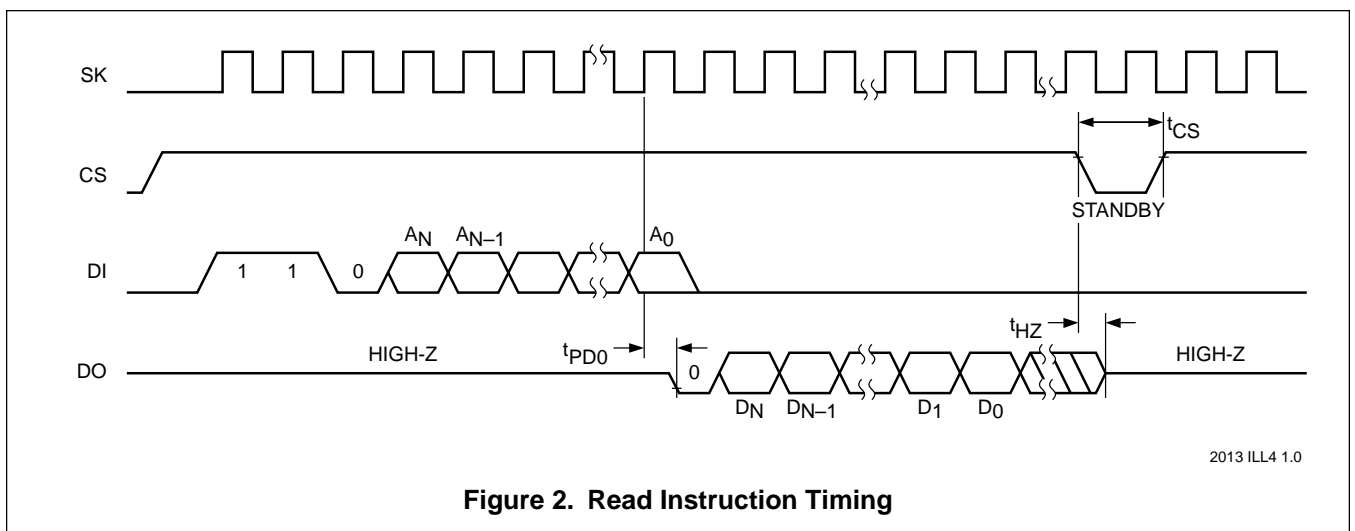 SK
CS
tCS
STANDBY
DI
1 1 0 AN AN–1 A0
DO
HIGH-Z
tPD0
0
DN DN–1 D1 D0
tHZ
HIGH-Z
2013 ILL4 1.0
Figure 2. Read Instruction Timing